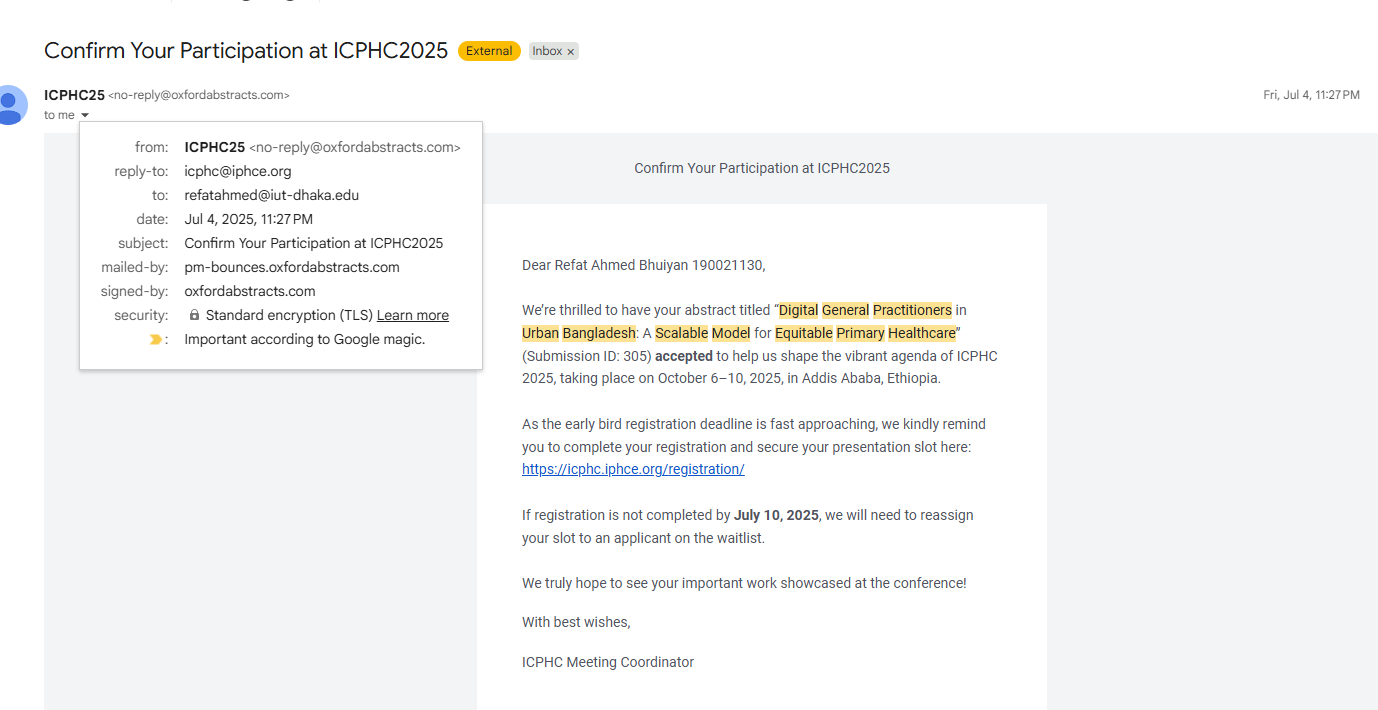 Confirm Your Participation at ICPHC2025 External Inbox ×
ICPHC25 <no-reply@oxfordabstracts.com> Fri, Jul 4, 11:27 PM
to me
from: ICPHC25 <no-reply@oxfordabstracts.com>
reply-to: icphc@iphce.org
to: refatahmed@iut-dhaka.edu
date: Jul 4, 2025, 11:27 PM
subject: Confirm Your Participation at ICPHC2025
mailed-by: pm-bounces.oxfordabstracts.com
signed-by: oxfordabstracts.com
security: Standard encryption (TLS) Learn more
: Important according to Google magic.
Confirm Your Participation at ICPHC2025
Dear Refat Ahmed Bhuiyan 190021130,
We’re thrilled to have your abstract titled “Digital General Practitioners in
Urban Bangladesh: A Scalable Model for Equitable Primary Healthcare”
(Submission ID: 305) accepted to help us shape the vibrant agenda of ICPHC
2025, taking place on October 6–10, 2025, in Addis Ababa, Ethiopia.
As the early bird registration deadline is fast approaching, we kindly remind
you to complete your registration and secure your presentation slot here:
https://icphc.iphce.org/registration/
If registration is not completed by July 10, 2025, we will need to reassign
your slot to an applicant on the waitlist.
We truly hope to see your important work showcased at the conference!
With best wishes,
ICPHC Meeting Coordinator